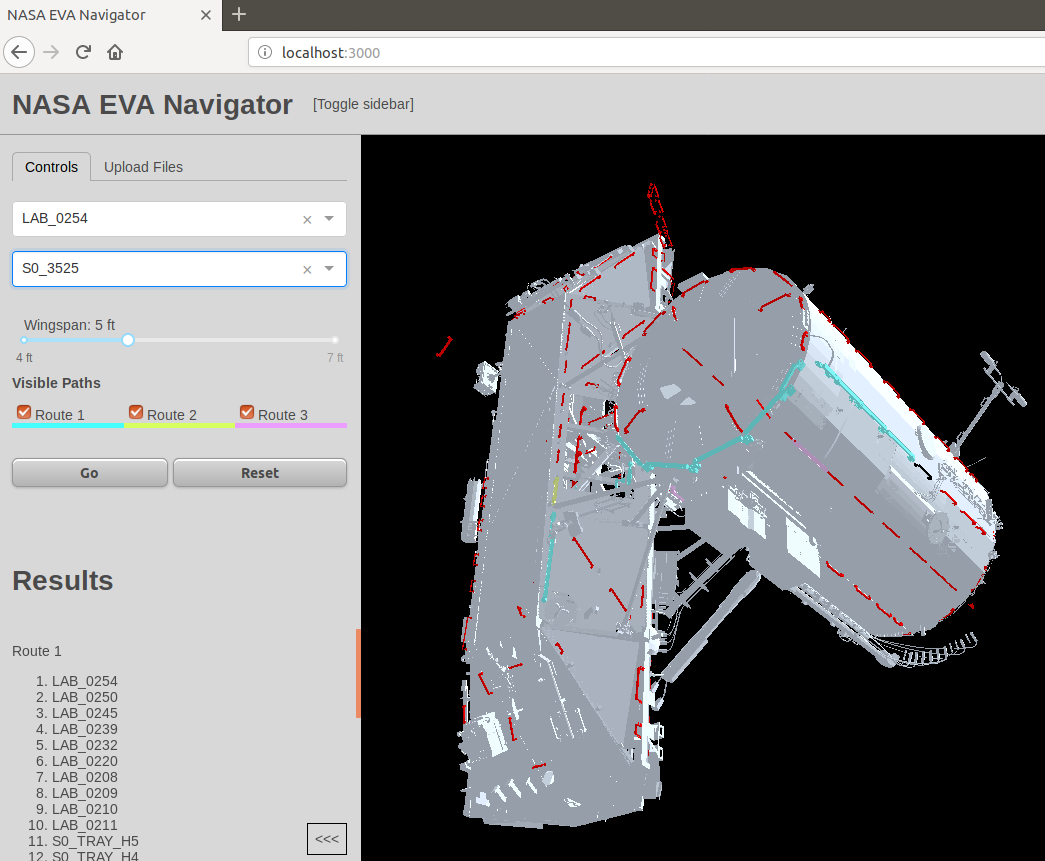 NASA EVA Navigator
localhost:3000
NASA EVA Navigator [Toggle sidebar]
Controls Upload Files
LAB_0254
S0_3525
Wingspan: 5 ft
4 ft 7 ft
Visible Paths
Route 1 Route 2 Route 3
Go Reset
Results
Route 1
1. LAB_0254
2. LAB_0250
3. LAB_0245
4. LAB_0239
5. LAB_0232
6. LAB_0220
7. LAB_0208
8. LAB_0209
9. LAB_0210
10. LAB_0211
11. S0_TRAY_H5
12. S0_TRAY_H4
<<<